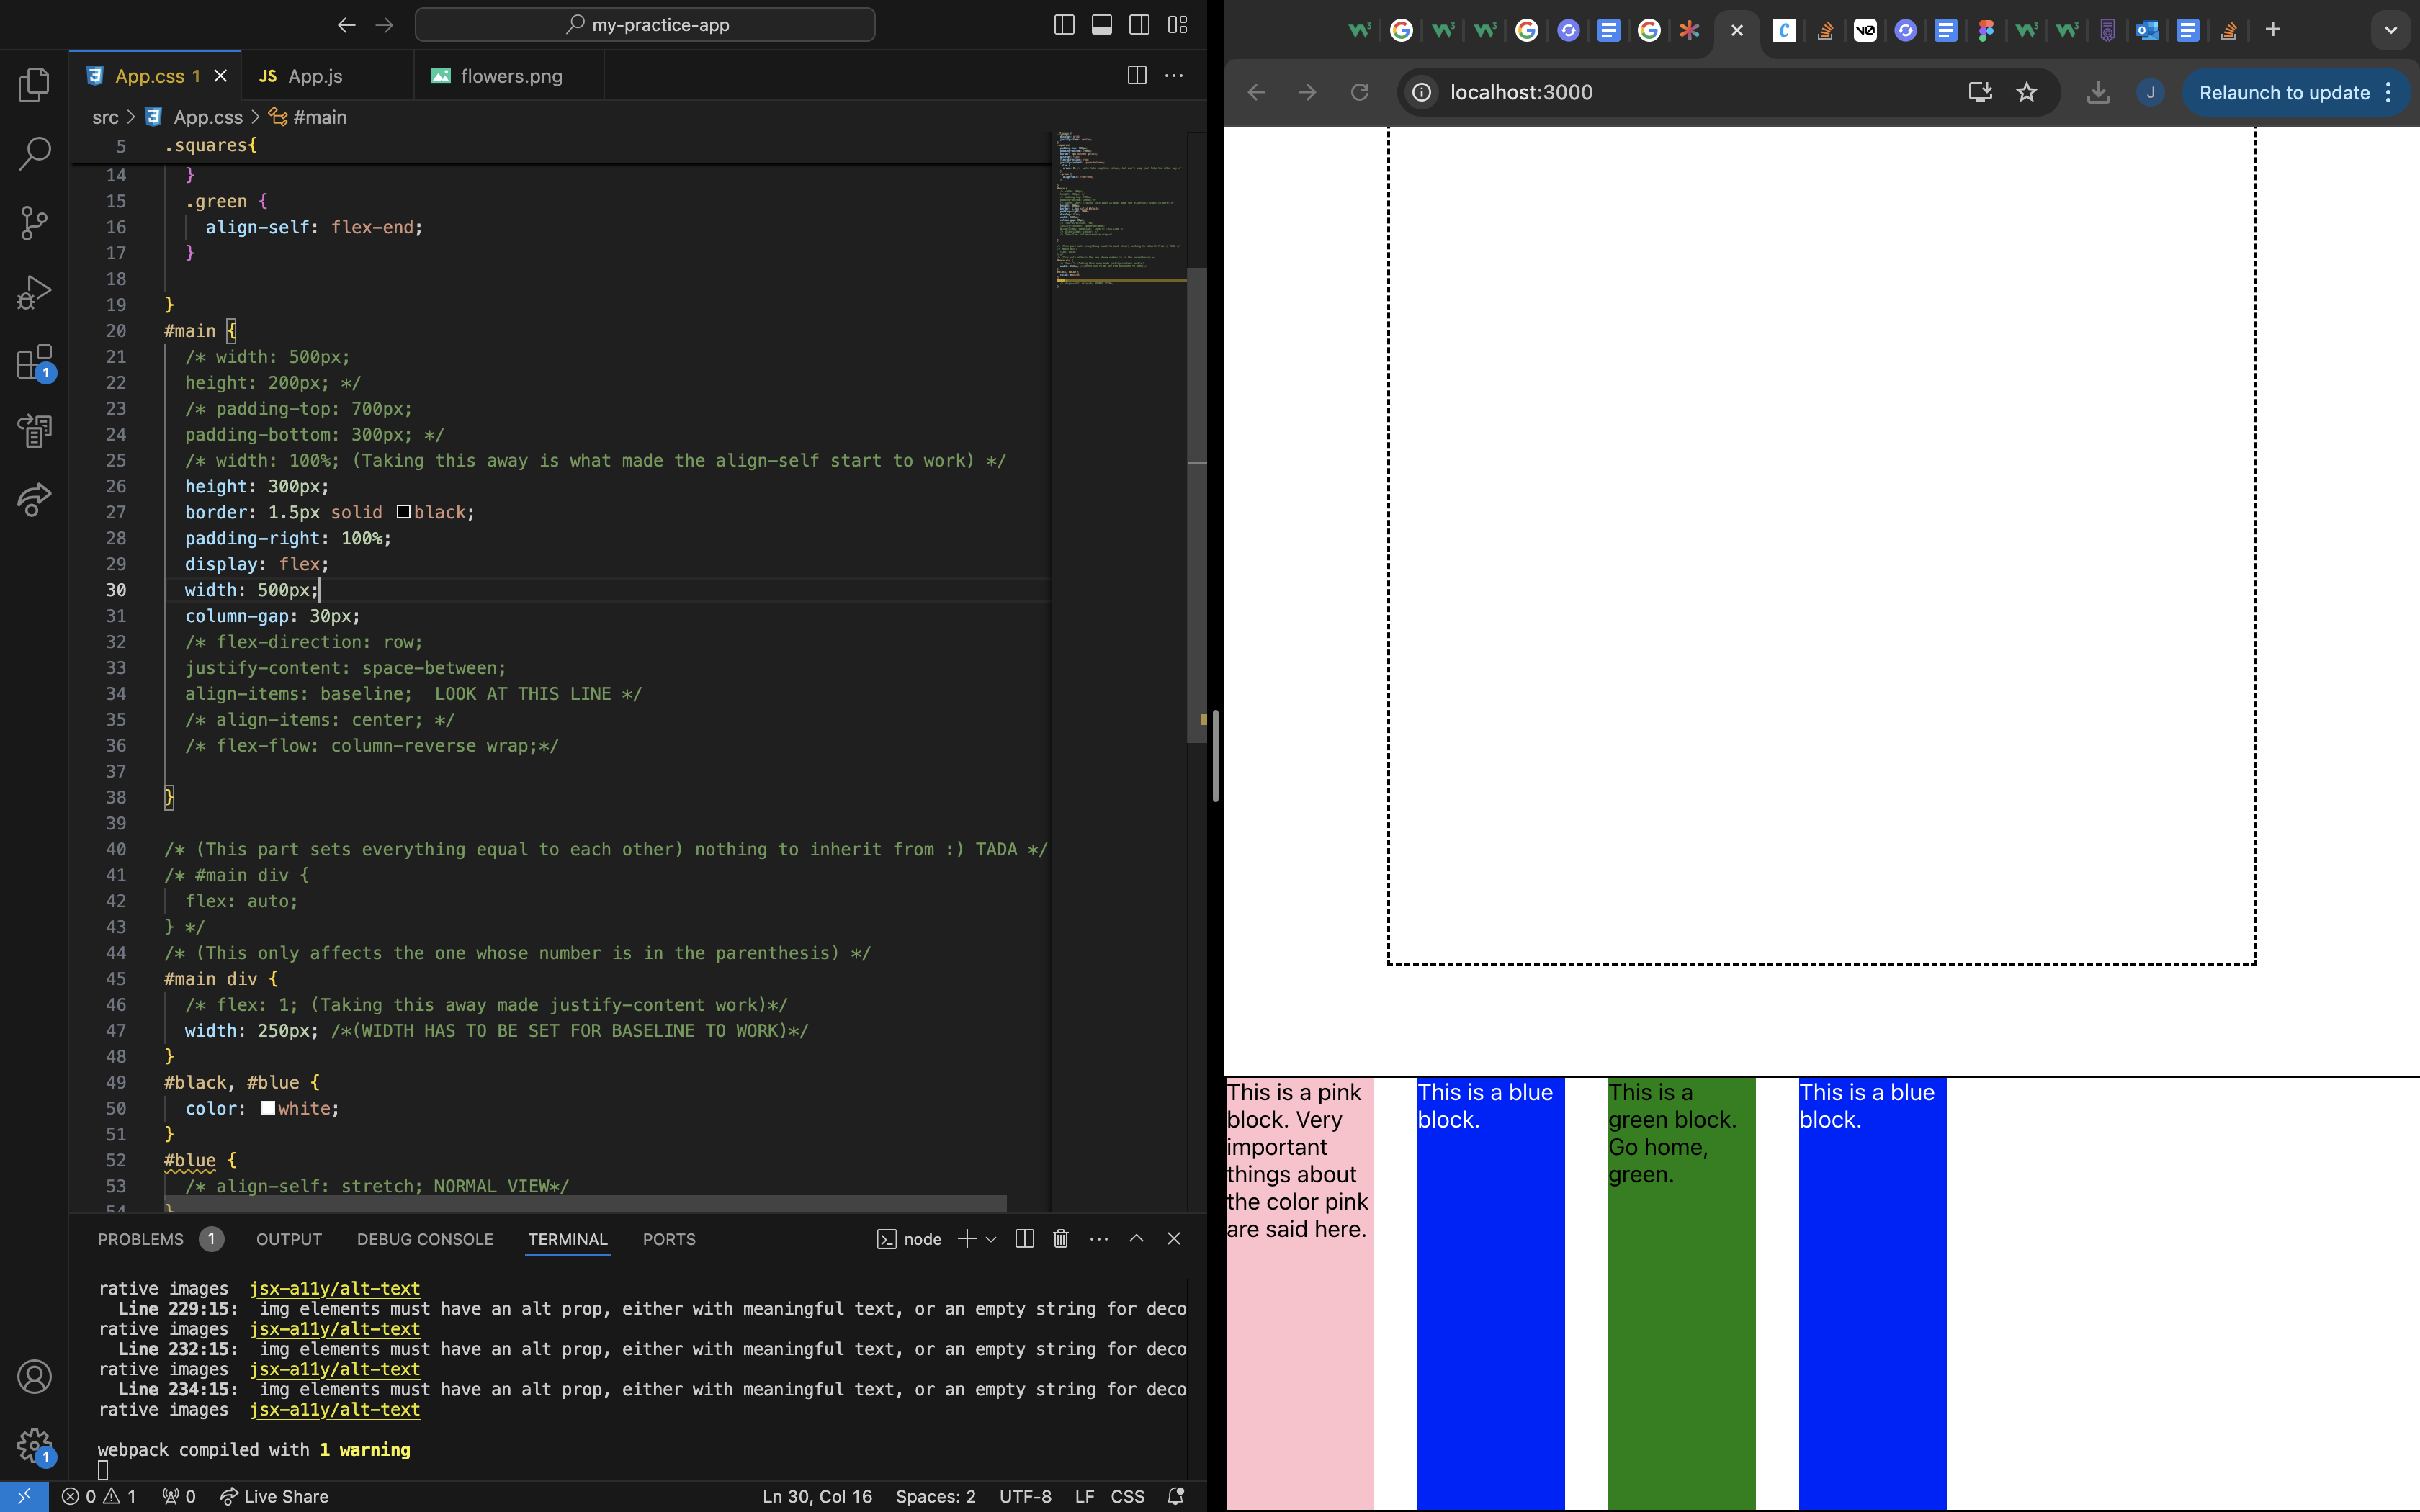 my-practice-app
App.css 1
JS App.js
flowers.png
src > App.css > #main
5 .squares{
14 }
15 .green {
16 align-self: flex-end;
17 }
18
19 }
20 #main {
21 /* width: 500px;
22 height: 200px; */
23 /* padding-top: 700px;
24 padding-bottom: 300px; */
25 /* width: 100%; (Taking this away is what made the align-self start to work) */
26 height: 300px;
27 border: 1.5px solid black;
28 padding-right: 100%;
29 display: flex;
30 width: 500px;
31 column-gap: 30px;
32 /* flex-direction: row;
33 justify-content: space-between;
34 align-items: baseline;  LOOK AT THIS LINE */
35 /* align-items: center; */
36 /* flex-flow: column-reverse wrap;*/
37
38 }
39
40 /* (This part sets everything equal to each other) nothing to inherit from :) TADA */
41 /* #main div {
42 flex: auto;
43 } */
44 /* (This only affects the one whose number is in the parenthesis) */
45 #main div {
46 /* flex: 1; (Taking this away made justify-content work)*/
47 width: 250px; /*(WIDTH HAS TO BE SET FOR BASELINE TO WORK)*/
48 }
49 #black, #blue {
50 color: white;
51 }
52 #blue {
53 /* align-self: stretch; NORMAL VIEW*/
54 }
1
1
PROBLEMS 1 OUTPUT DEBUG CONSOLE TERMINAL PORTS
node
rative images  jsx-a11y/alt-text
Line 229:15:  img elements must have an alt prop, either with meaningful text, or an empty string for deco
rative images  jsx-a11y/alt-text
Line 232:15:  img elements must have an alt prop, either with meaningful text, or an empty string for deco
rative images  jsx-a11y/alt-text
Line 234:15:  img elements must have an alt prop, either with meaningful text, or an empty string for deco
rative images  jsx-a11y/alt-text
webpack compiled with 1 warning
0 1 0 Live Share
Ln 30, Col 16 Spaces: 2 UTF-8 LF CSS
localhost:3000
J
Relaunch to update
This is a pink
block. Very
important
things about
the color pink
are said here.
This is a blue
block.
This is a
green block.
Go home,
green.
This is a blue
block.